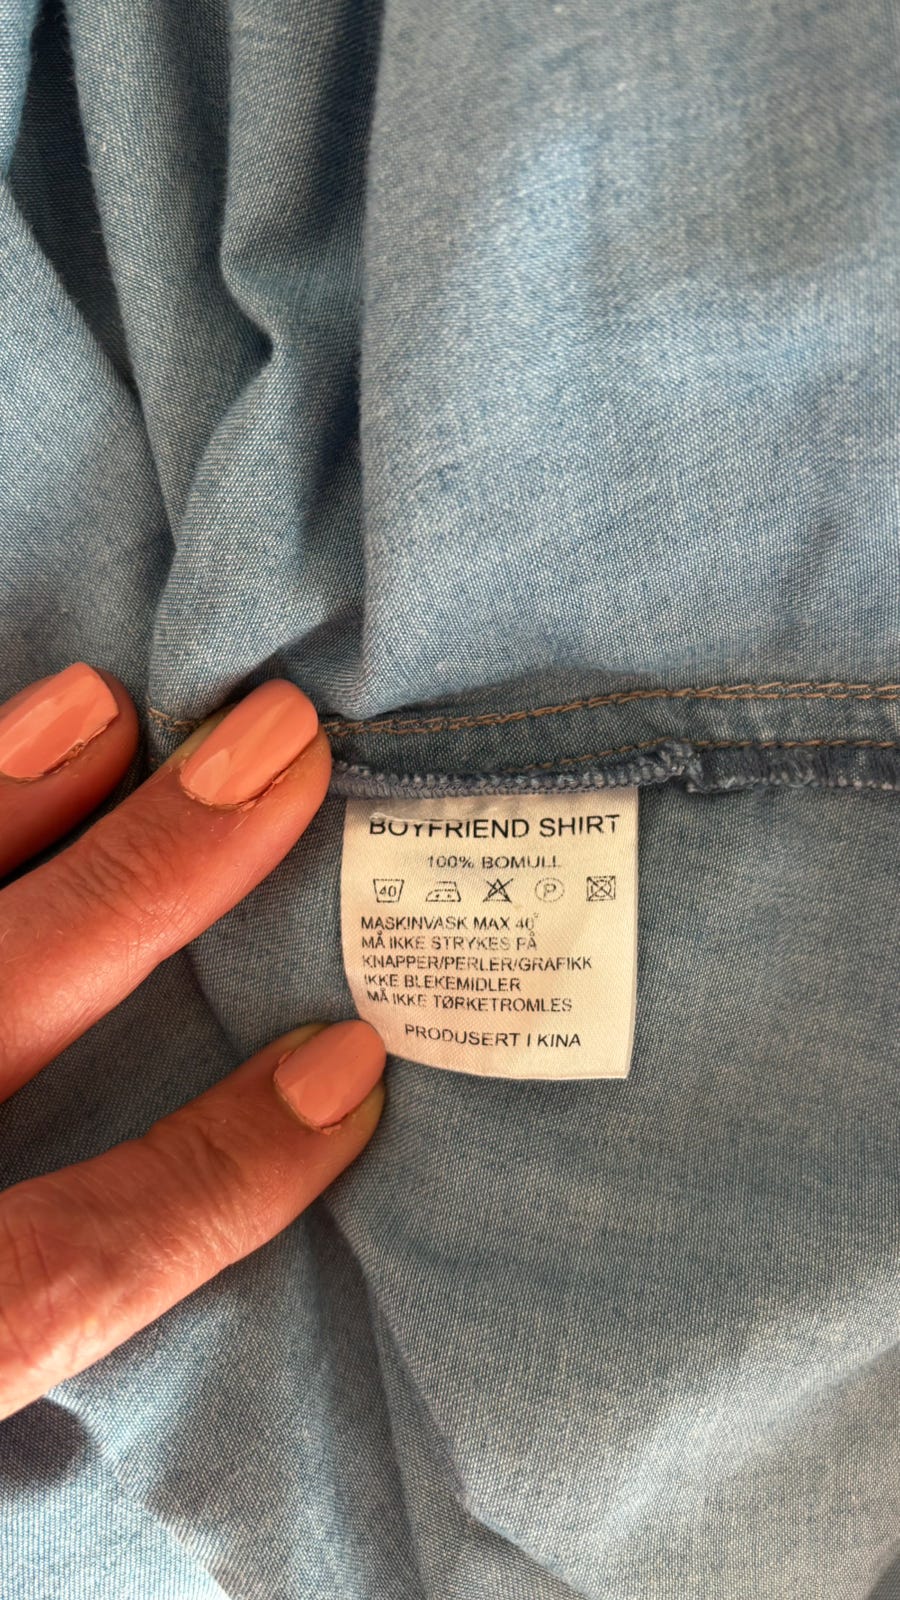 BOYFRIEND SHIRT
100% BOMULL
40 P
MASKINVASK MAX 40°
MÅ IKKE STRYKES PÅ
KNAPPER/PERLER/GRAFIKK
IKKE BLEKEMIDLER
MÅ IKKE TØRKETROMLES
PRODUSERT I KINA